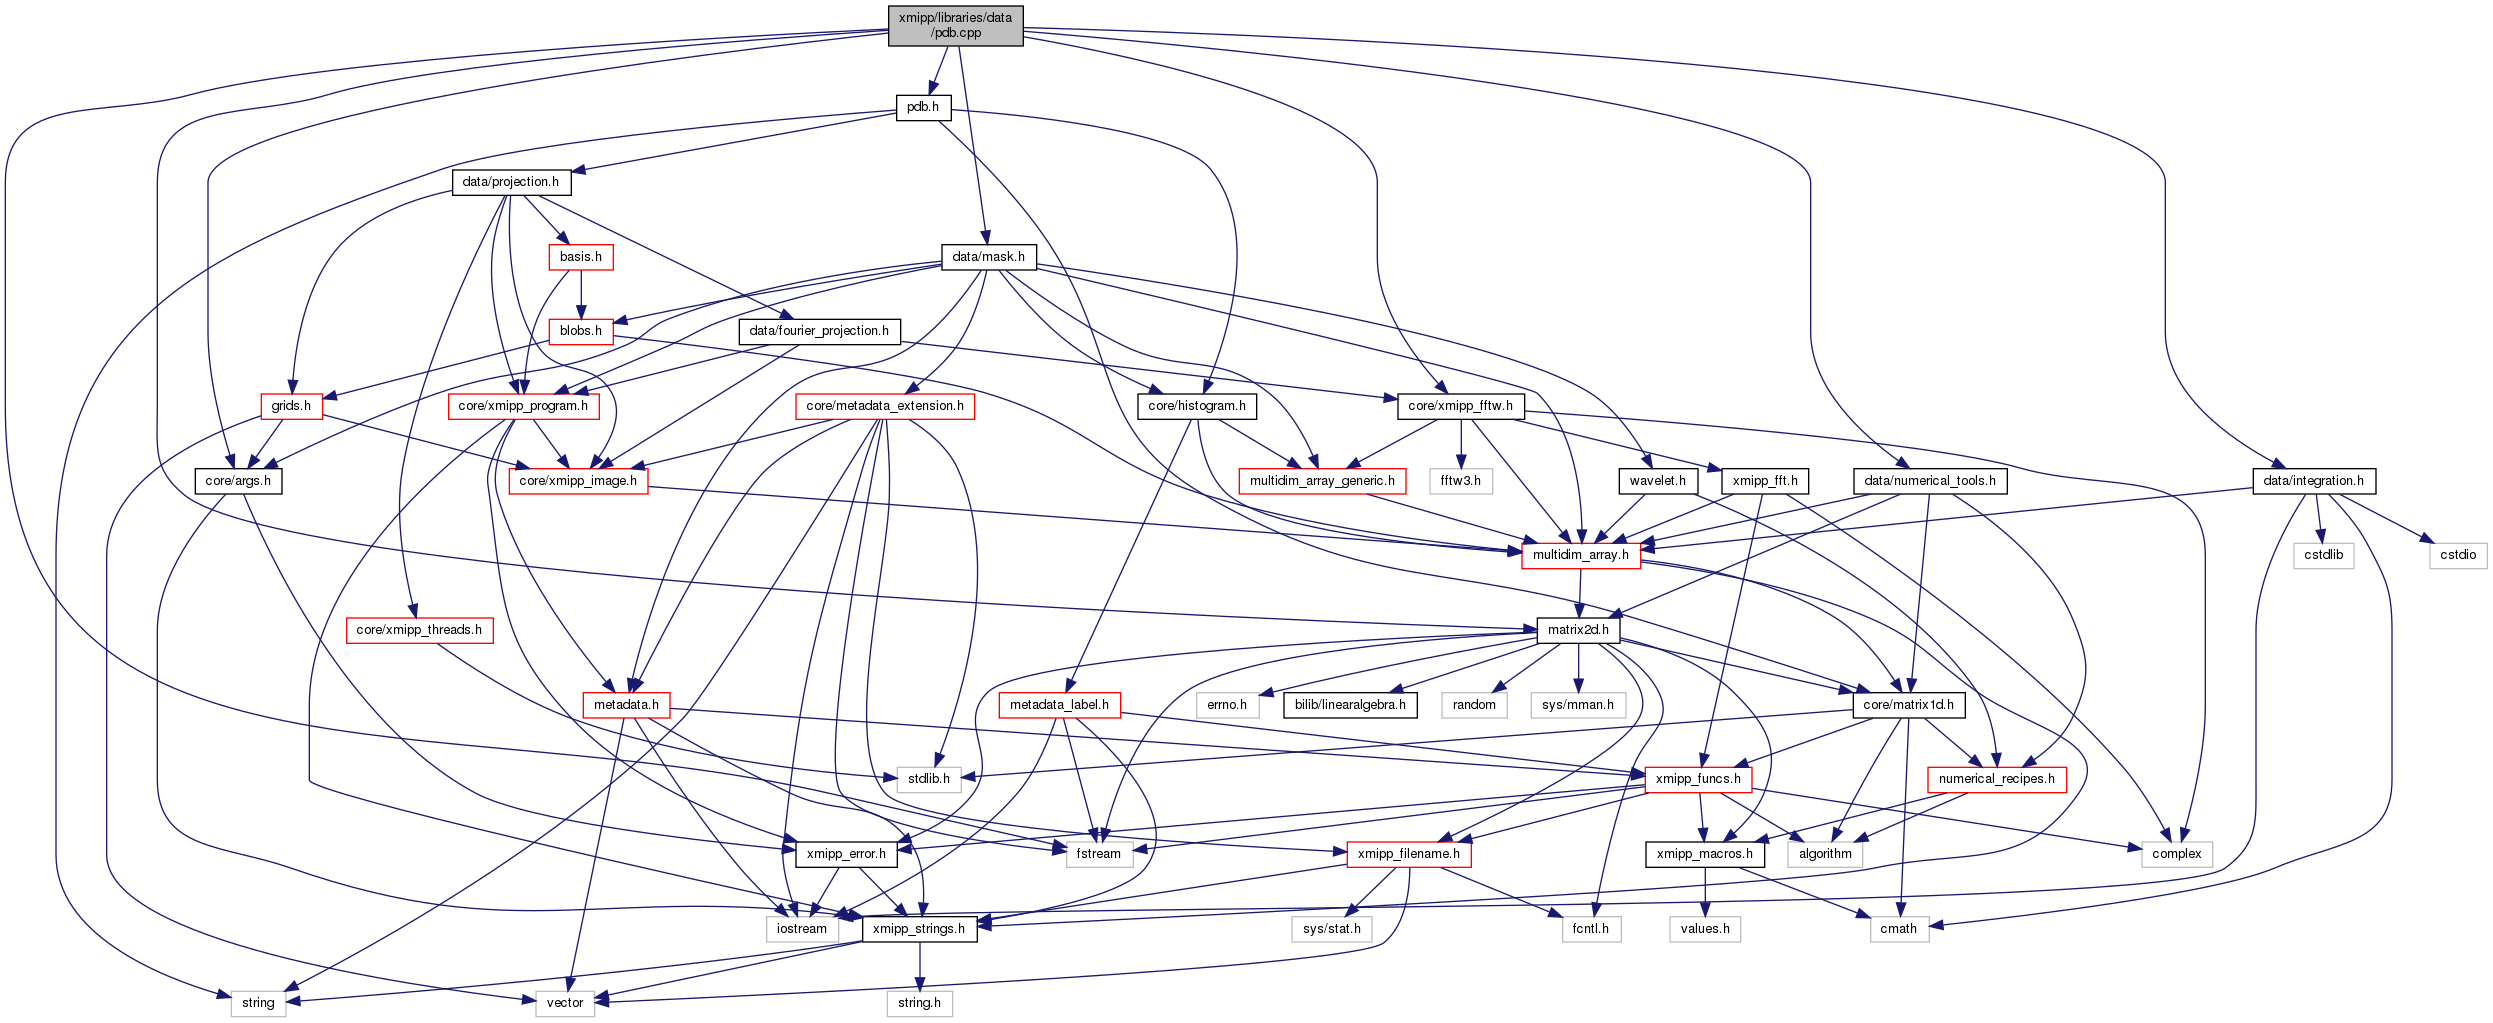 xmipp/libraries/data
/pdb.cpp
pdb.h
data/projection.h
basis.h
data/mask.h
blobs.h
data/fourier_projection.h
grids.h
core/xmipp_program.h
core/metadata_extension.h
core/histogram.h
core/xmipp_fftw.h
core/args.h
core/xmipp_image.h
multidim_array_generic.h
fftw3.h
wavelet.h
xmipp_fft.h
data/numerical_tools.h
data/integration.h
multidim_array.h
cstdlib
cstdio
core/xmipp_threads.h
matrix2d.h
metadata.h
metadata_label.h
errno.h
bilib/linearalgebra.h
random
sys/mman.h
core/matrix1d.h
stdlib.h
xmipp_funcs.h
numerical_recipes.h
xmipp_error.h
fstream
xmipp_filename.h
xmipp_macros.h
algorithm
complex
iostream
xmipp_strings.h
sys/stat.h
fcntl.h
values.h
cmath
string
vector
string.h